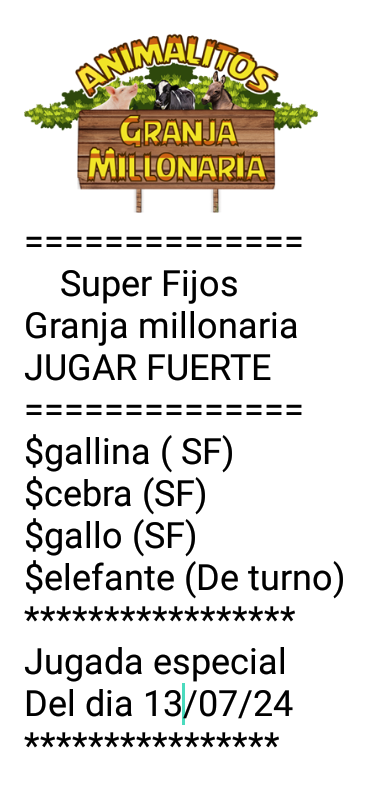 ANIMALITOS
GRANJA
MILLONARIA
==============
Super Fijos
Granja millonaria
JUGAR FUERTE
==============
$gallina ( SF)
$cebra (SF)
$gallo (SF)
$elefante (De turno)
*****************
Jugada especial
Del dia 13/07/24
****************